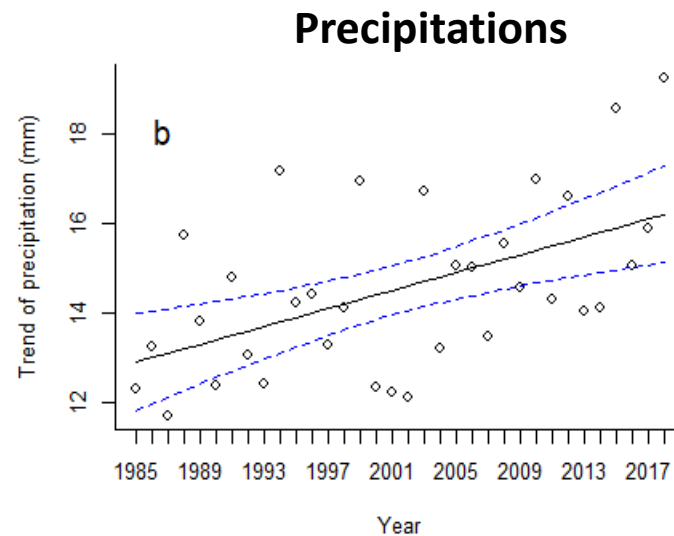 Precipitations
b
Trend of precipitation (mm)
18
16
14
12
1985 1989 1993 1997 2001 2005 2009 2013 2017
Year